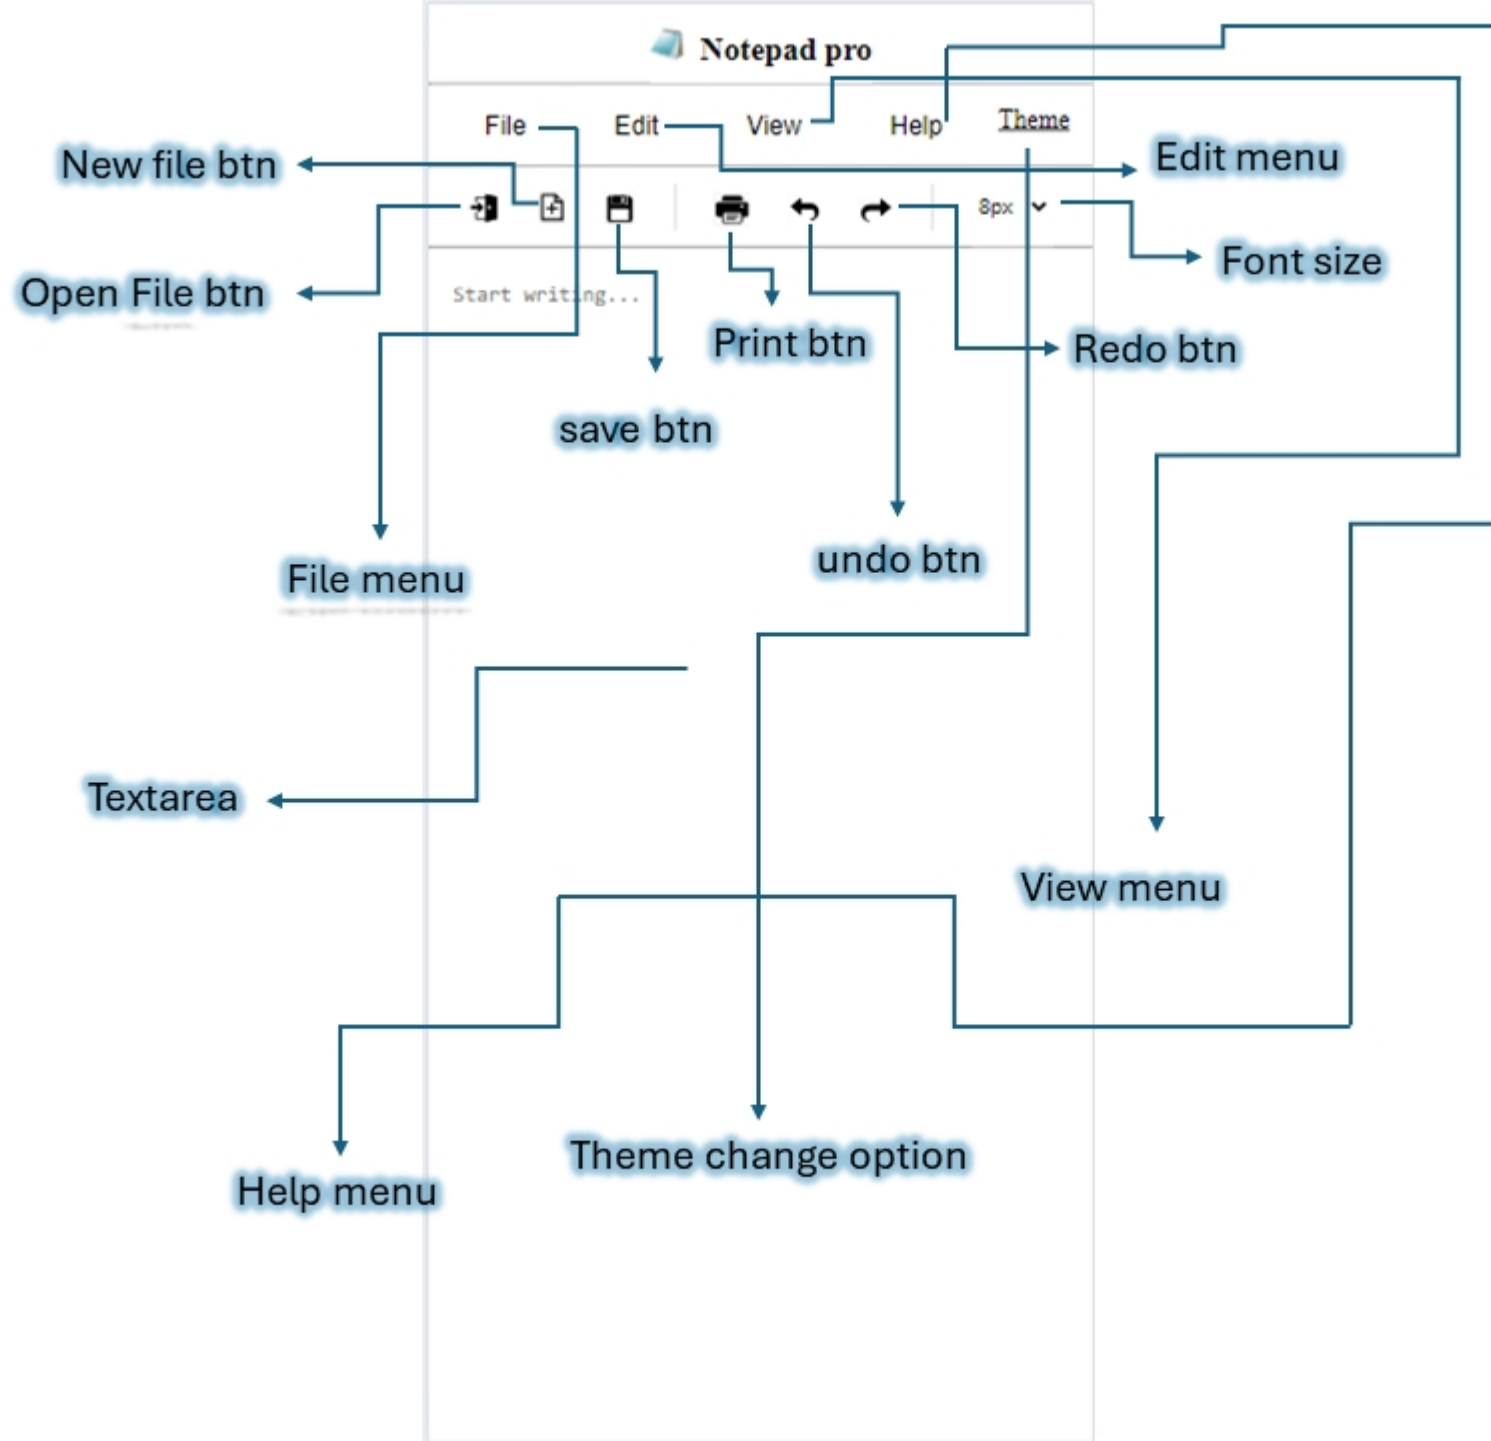 Notepad pro
File Edit View Help Theme
New file btn
Edit menu
8px
Font size
Open File btn
Start writing...
Print btn
Redo btn
save btn
undo btn
File menu
Textarea
View menu
Theme change option
Help menu